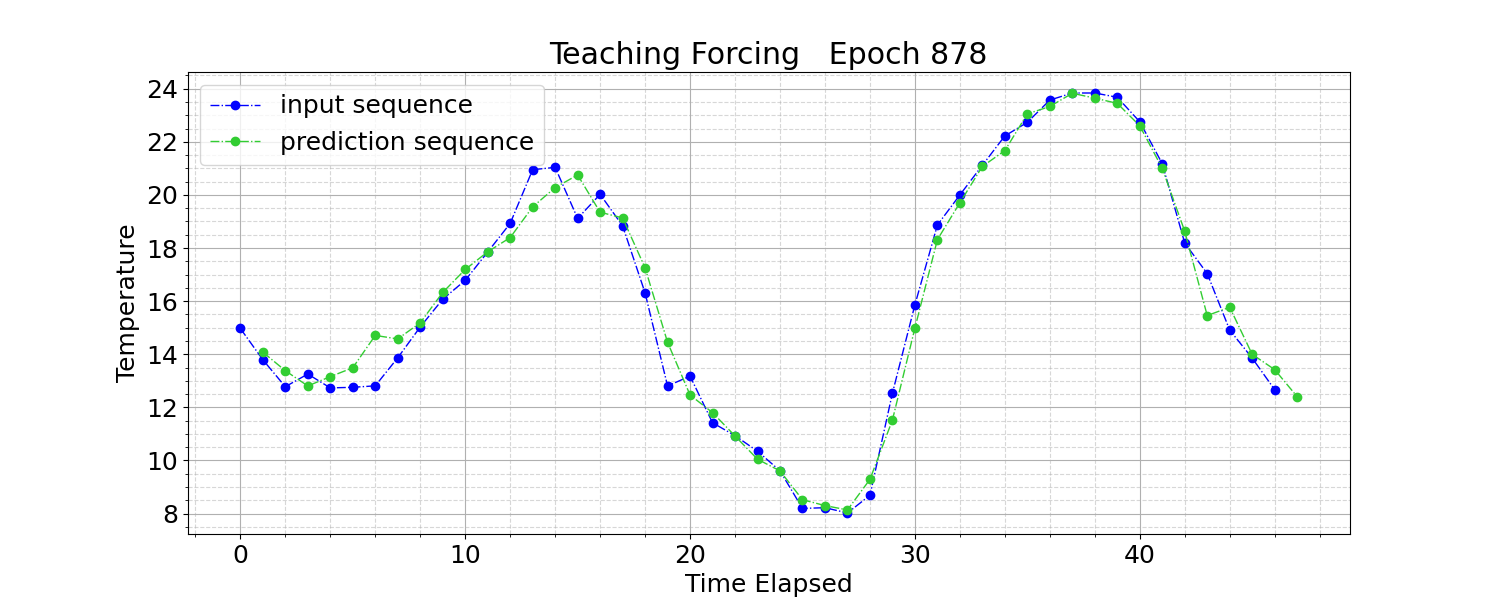 Teaching Forcing   Epoch 878
24
22
20
18
16
14
12
10
8
Temperature
input sequence
prediction sequence
0 10 20 30 40
Time Elapsed